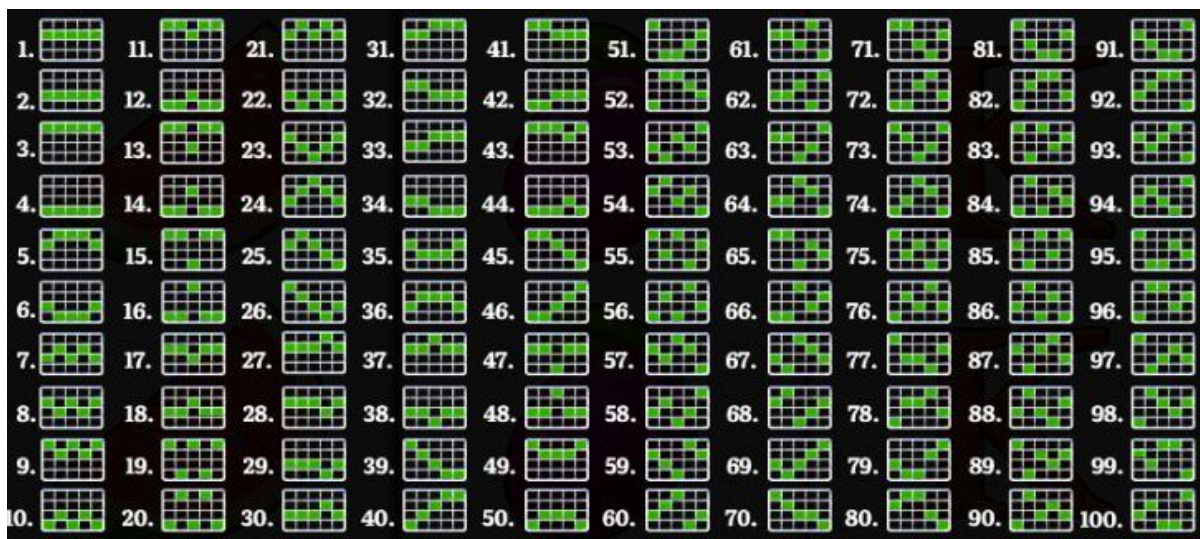 1. 11. 21. 31. 41. 51. 61. 71. 81. 91.
2. 12. 22. 32. 42. 52. 62. 72. 82. 92.
3. 13. 23. 33. 43. 53. 63. 73. 83. 93.
4. 14. 24. 34. 44. 54. 64. 74. 84. 94.
5. 15. 25. 35. 45. 55. 65. 75. 85. 95.
6. 16. 26. 36. 46. 56. 66. 76. 86. 96.
7. 17. 27. 37. 47. 57. 67. 77. 87. 97.
8. 18. 28. 38. 48. 58. 68. 78. 88. 98.
9. 19. 29. 39. 49. 59. 69. 79. 89. 99.
10. 20. 30. 40. 50. 60. 70. 80. 90. 100.